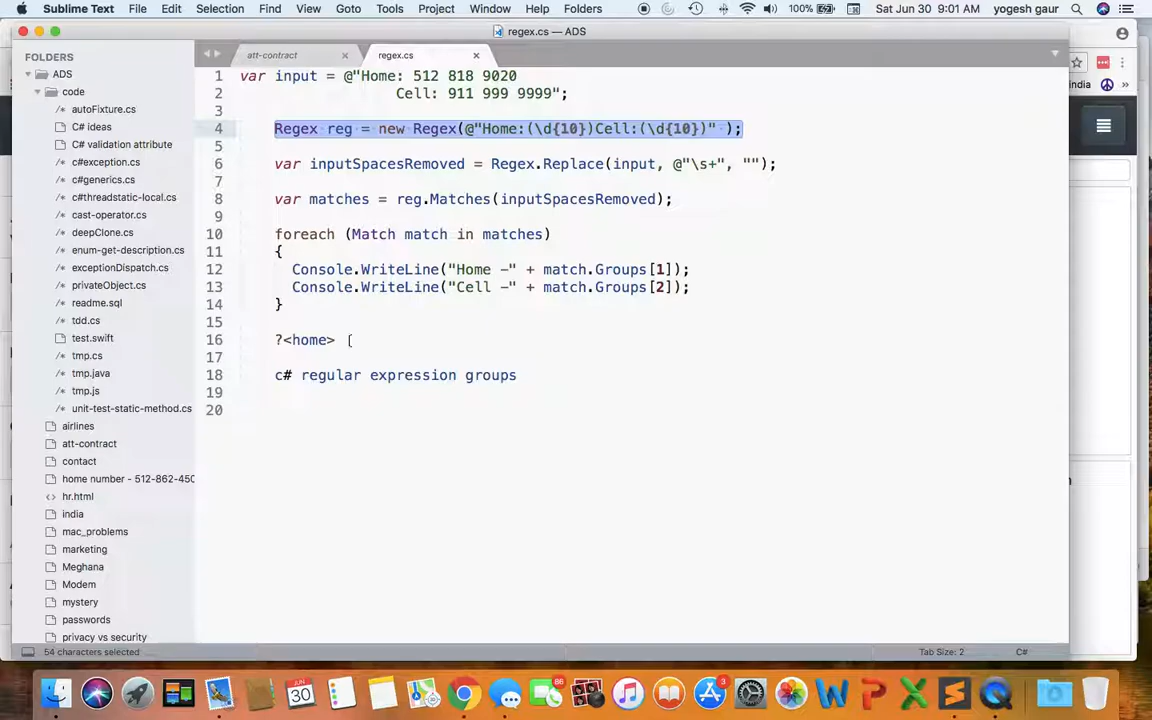 Sublime Text File Edit Selection Find View Goto Tools Project Window Help Folders 100% Sat Jun 30 9:01 AM yogesh gaur
regex.cs — ADS
FOLDERS
ADS
code
autoFixture.cs
C# ideas
C# validation attribute
c#exception.cs
c#generics.cs
c#threadstatic-local.cs
cast-operator.cs
deepClone.cs
enum-get-description.cs
exceptionDispatch.cs
privateObject.cs
readme.sql
tdd.cs
test.swift
tmp.cs
tmp.java
tmp.js
unit-test-static-method.cs
airlines
att-contract
contact
home number - 512-862-450
hr.html
india
mac_problems
marketing
Meghana
Modem
mystery
passwords
privacy vs security
att-contract
regex.cs
1 var input = @"Home: 512 818 9020
2 Cell: 911 999 9999";
3
4 Regex reg = new Regex(@"Home:(\d{10})Cell:(\d{10})" );
5
6 var inputSpacesRemoved = Regex.Replace(input, @"\s+", "");
7
8 var matches = reg.Matches(inputSpacesRemoved);
9
10 foreach (Match match in matches)
11 {
12 Console.WriteLine("Home -" + match.Groups[1]);
13 Console.WriteLine("Cell -" + match.Groups[2]);
14 }
15
16 ?<home>
17
18 c# regular expression groups
19
20
india
54 characters selected Tab Size: 2 C#
30
86
3